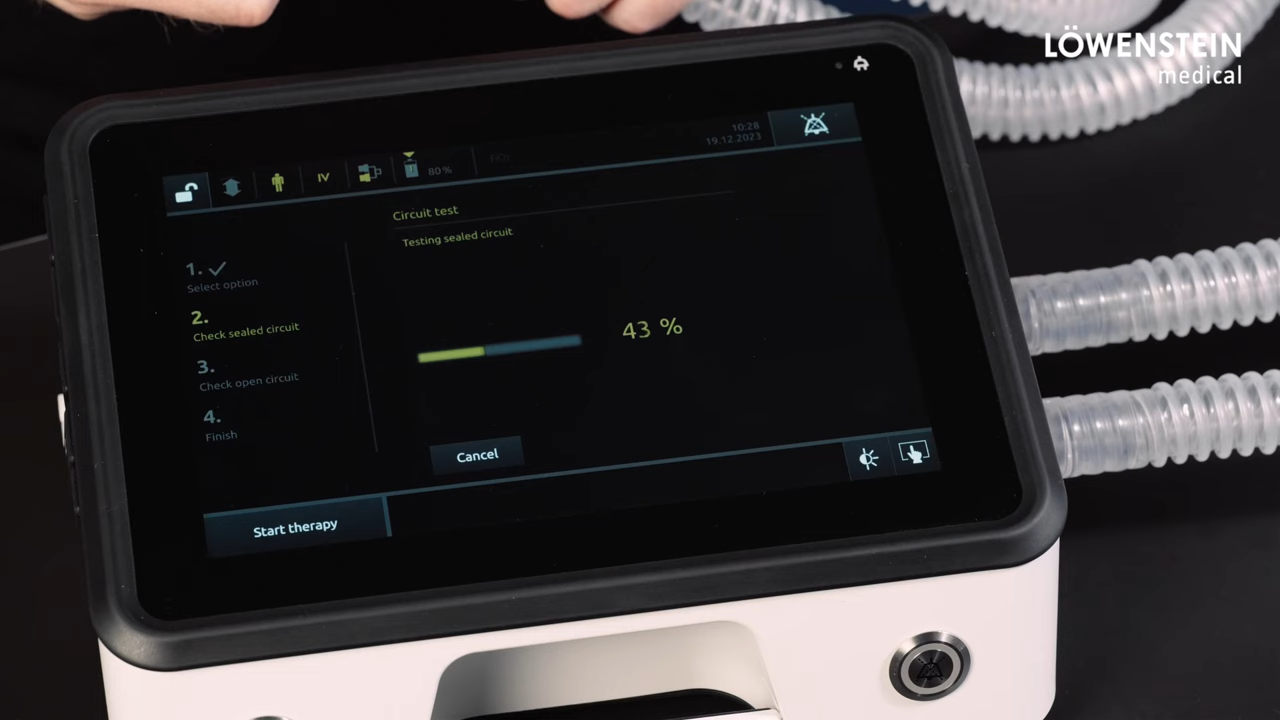 LÖWENSTEIN
medical
10:28
19.12.2023
IV
80%
FiO₂
Circuit test
Testing sealed circuit
1.
Select option
2.
Check sealed circuit
3.
Check open circuit
4.
Finish
43 %
Cancel
Start therapy